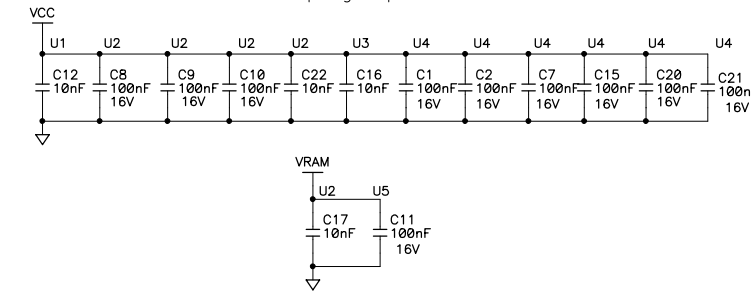 VCC
U1 U2 U2 U2 U2 U3 U4 U4 U4 U4 U4 U4
C12 C8 C9 C10 C22 C16 C1 C2 C7 C15 C20 C21
10nF 100nF 100nF 100nF 10nF 10nF 100nF 100nF 100nF 100nF 100nF 100n
16V 16V 16V 16V 16V 16V 16V 16V 16V
VRAM
U2 U5
C17 C11
10nF 100nF
16V